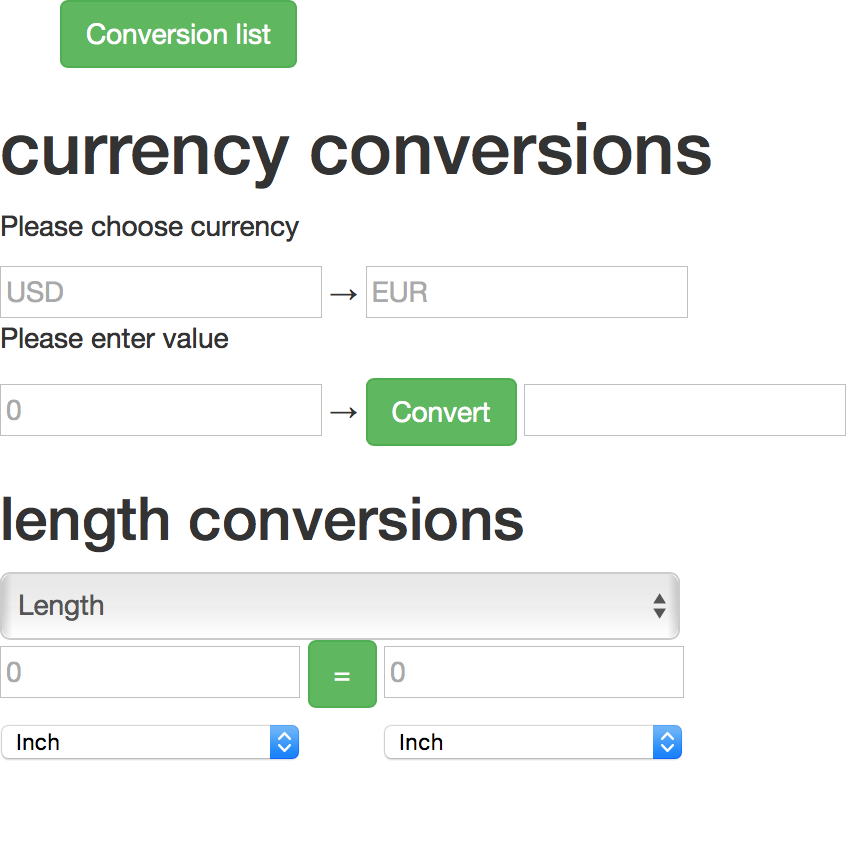 Conversion list
currency conversions
Please choose currency
USD → EUR
Please enter value
0 → Convert
length conversions
Length
0 = 0
Inch Inch